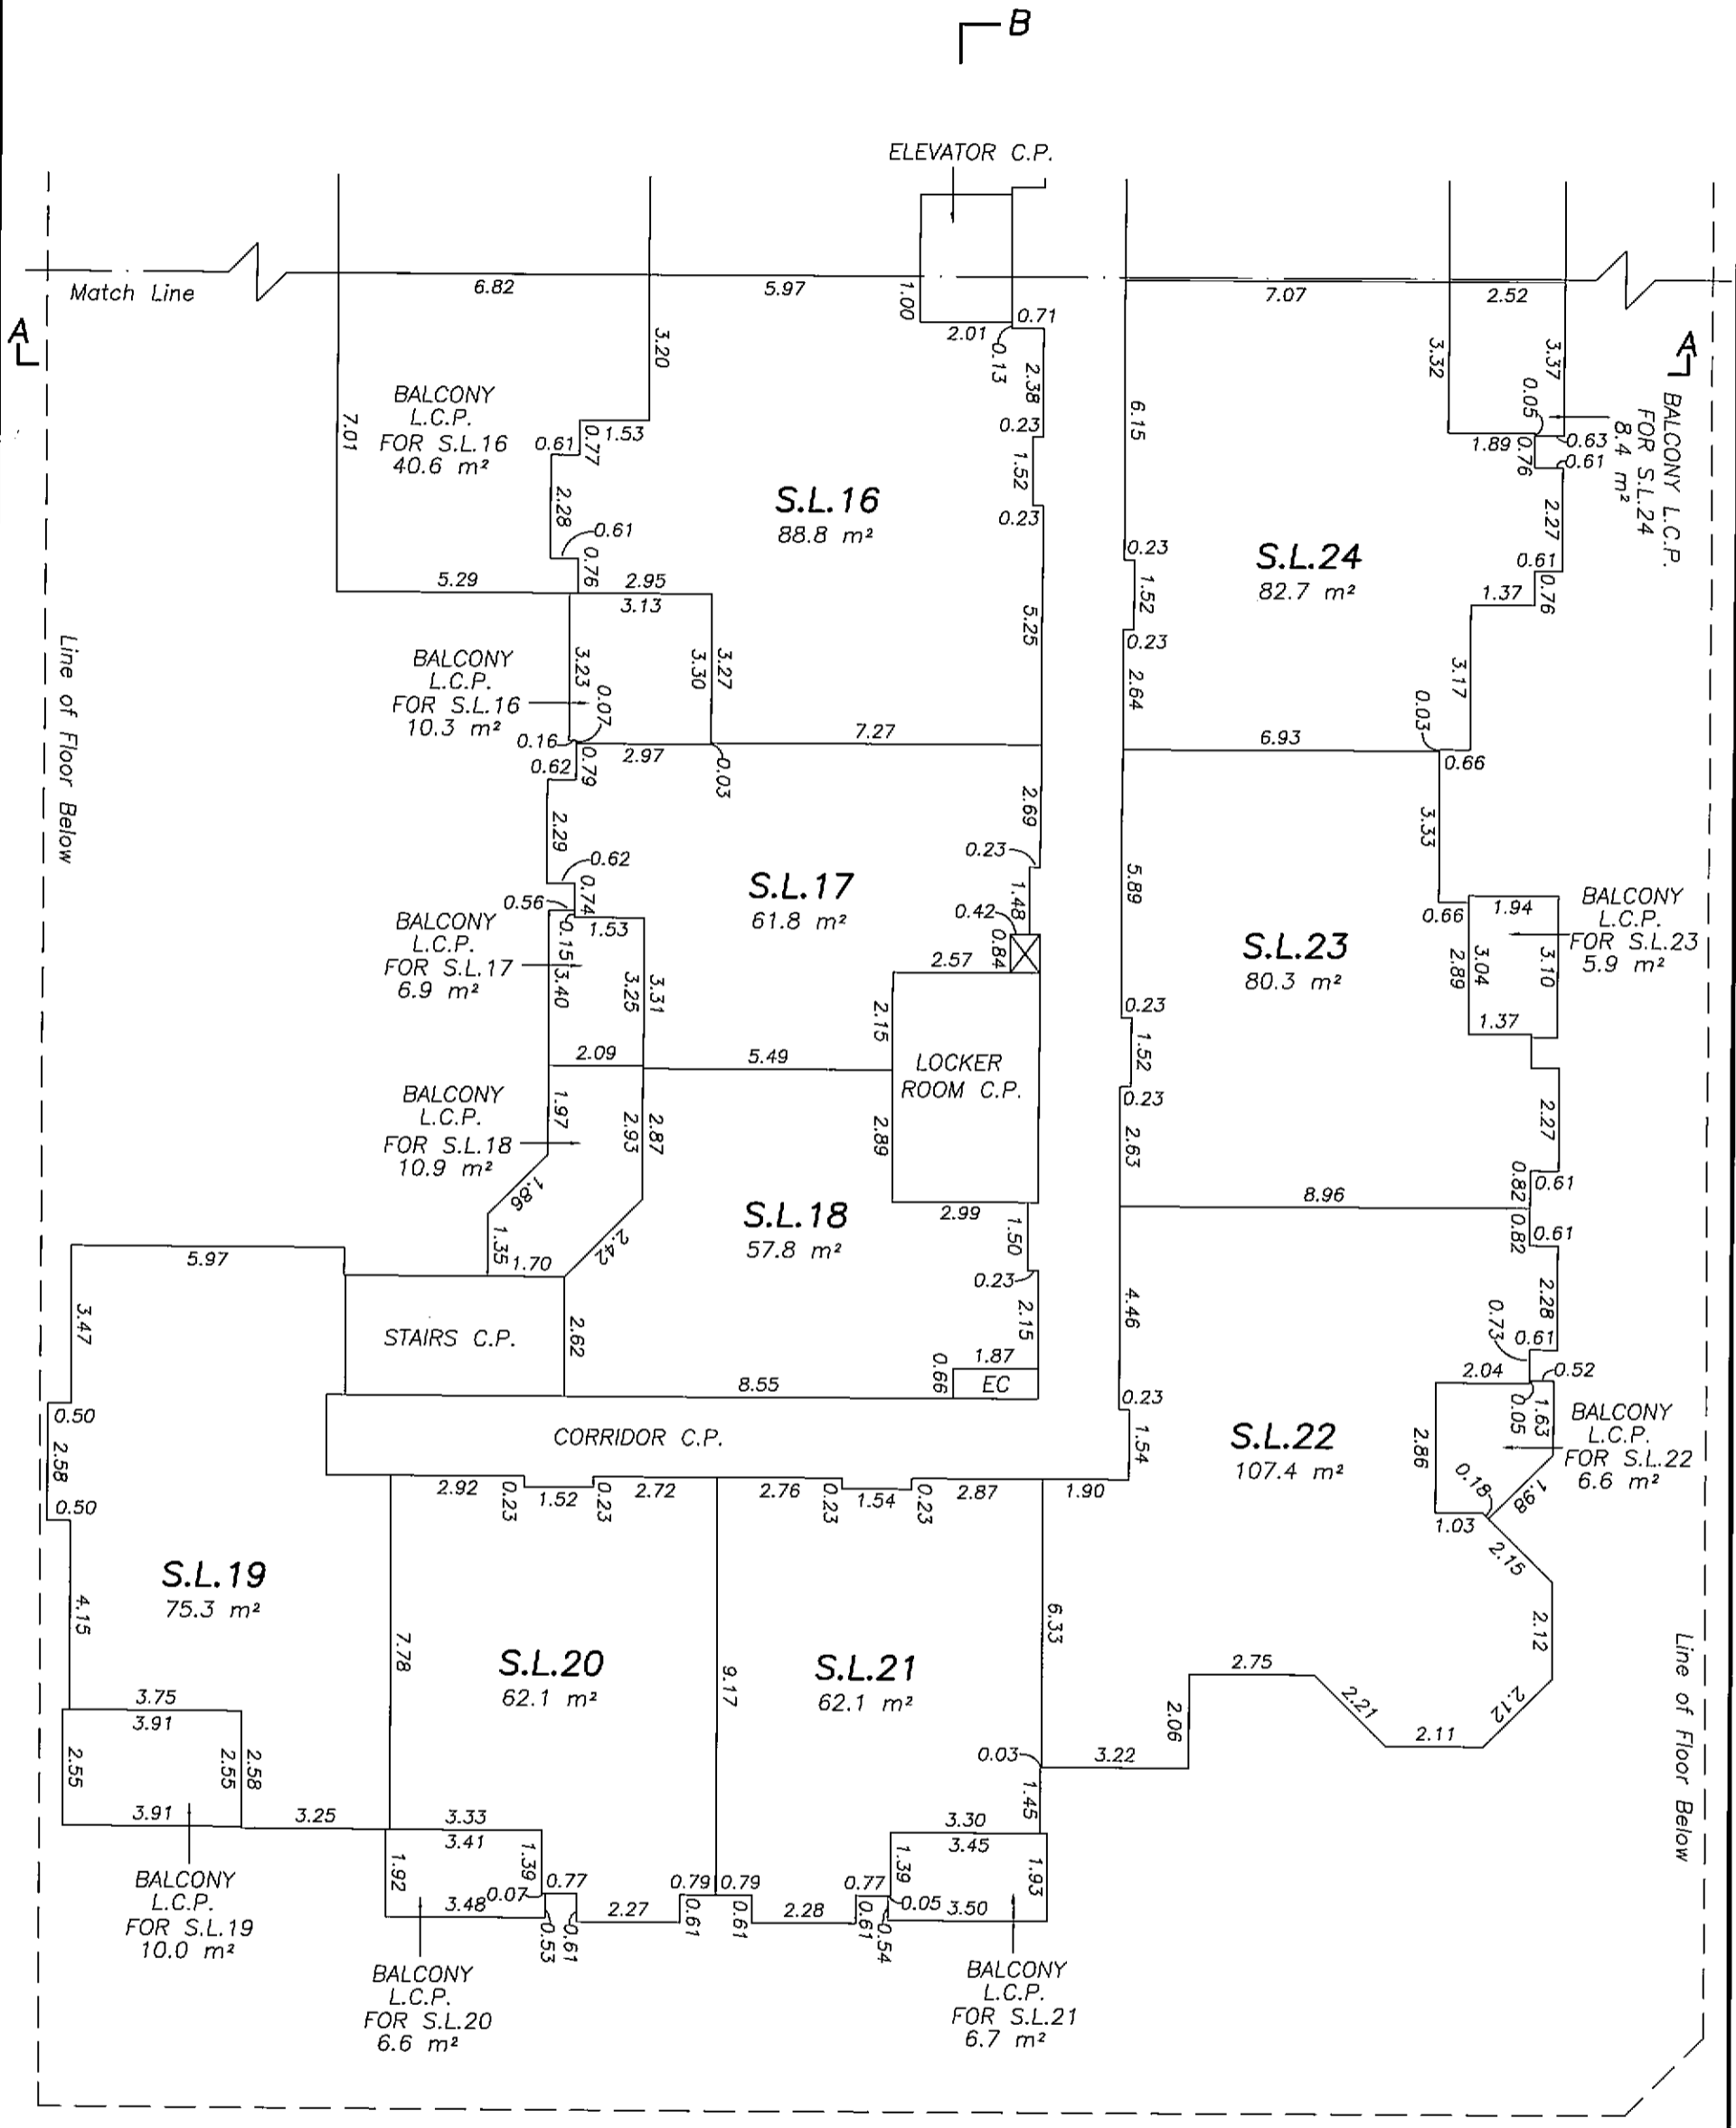 B
ELEVATOR C.P.
Match Line
6.82
5.97
1.00
2.01
0.71
0.13
7.07
2.52
A
A
3.20
2.38
3.32
3.37
0.05
BALCONY
L.C.P.
FOR S.L.16
40.6 m²
7.01
0.61
0.77
1.53
0.23
1.52
0.23
6.15
1.89
0.76
0.63
0.61
BALCONY L.C.P.
FOR S.L.24
8.4 m²
S.L.16
88.8 m²
2.28
0.61
0.76
5.29
2.95
3.13
5.25
0.23
1.52
0.23
2.64
S.L.24
82.7 m²
2.27
0.61
0.76
1.37
3.17
0.03
Line of Floor Below
BALCONY
L.C.P.
FOR S.L.16
10.3 m²
3.23
0.07
3.30
3.27
0.16
0.62
0.79
2.97
0.03
7.27
6.93
0.66
2.69
2.29
0.62
0.74
0.23
1.48
0.42
0.84
2.57
S.L.17
61.8 m²
5.89
3.33
0.66
1.94
BALCONY
L.C.P.
FOR S.L.23
5.9 m²
S.L.23
80.3 m²
2.89
3.04
3.10
1.37
0.56
0.15
1.53
BALCONY
L.C.P.
FOR S.L.17
6.9 m²
3.40
3.25
3.31
2.15
LOCKER
ROOM C.P.
0.23
1.52
0.23
2.63
2.09
5.49
BALCONY
L.C.P.
FOR S.L.18
10.9 m²
1.97
2.93
2.87
2.89
2.27
0.82
0.61
1.86
1.35
1.70
2.42
S.L.18
57.8 m²
2.99
1.50
0.23
2.15
8.96
0.82
0.61
2.28
5.97
3.47
STAIRS C.P.
2.62
8.55
0.66
1.87
EC
4.46
0.23
0.73
0.61
2.04
0.52
0.50
2.58
0.50
CORRIDOR C.P.
1.54
S.L.22
107.4 m²
2.86
0.05
1.63
BALCONY
L.C.P.
FOR S.L.22
6.6 m²
0.18
1.98
1.03
2.15
2.92
0.23
1.52
0.23
2.72
2.76
0.23
1.54
0.23
2.87
1.90
S.L.19
75.3 m²
4.15
7.78
S.L.20
62.1 m²
9.17
S.L.21
62.1 m²
6.33
2.75
2.06
2.21
2.11
2.12
2.12
Line of Floor Below
3.75
3.91
2.55
2.55
2.58
3.91
3.25
3.33
3.41
0.03
3.22
1.45
3.30
3.45
1.92
1.39
0.07
0.77
3.48
0.53
0.61
2.27
0.79
0.61
0.79
0.61
2.28
0.77
0.61
1.39
0.05
0.54
3.50
1.93
BALCONY
L.C.P.
FOR S.L.19
10.0 m²
BALCONY
L.C.P.
FOR S.L.20
6.6 m²
BALCONY
L.C.P.
FOR S.L.21
6.7 m²